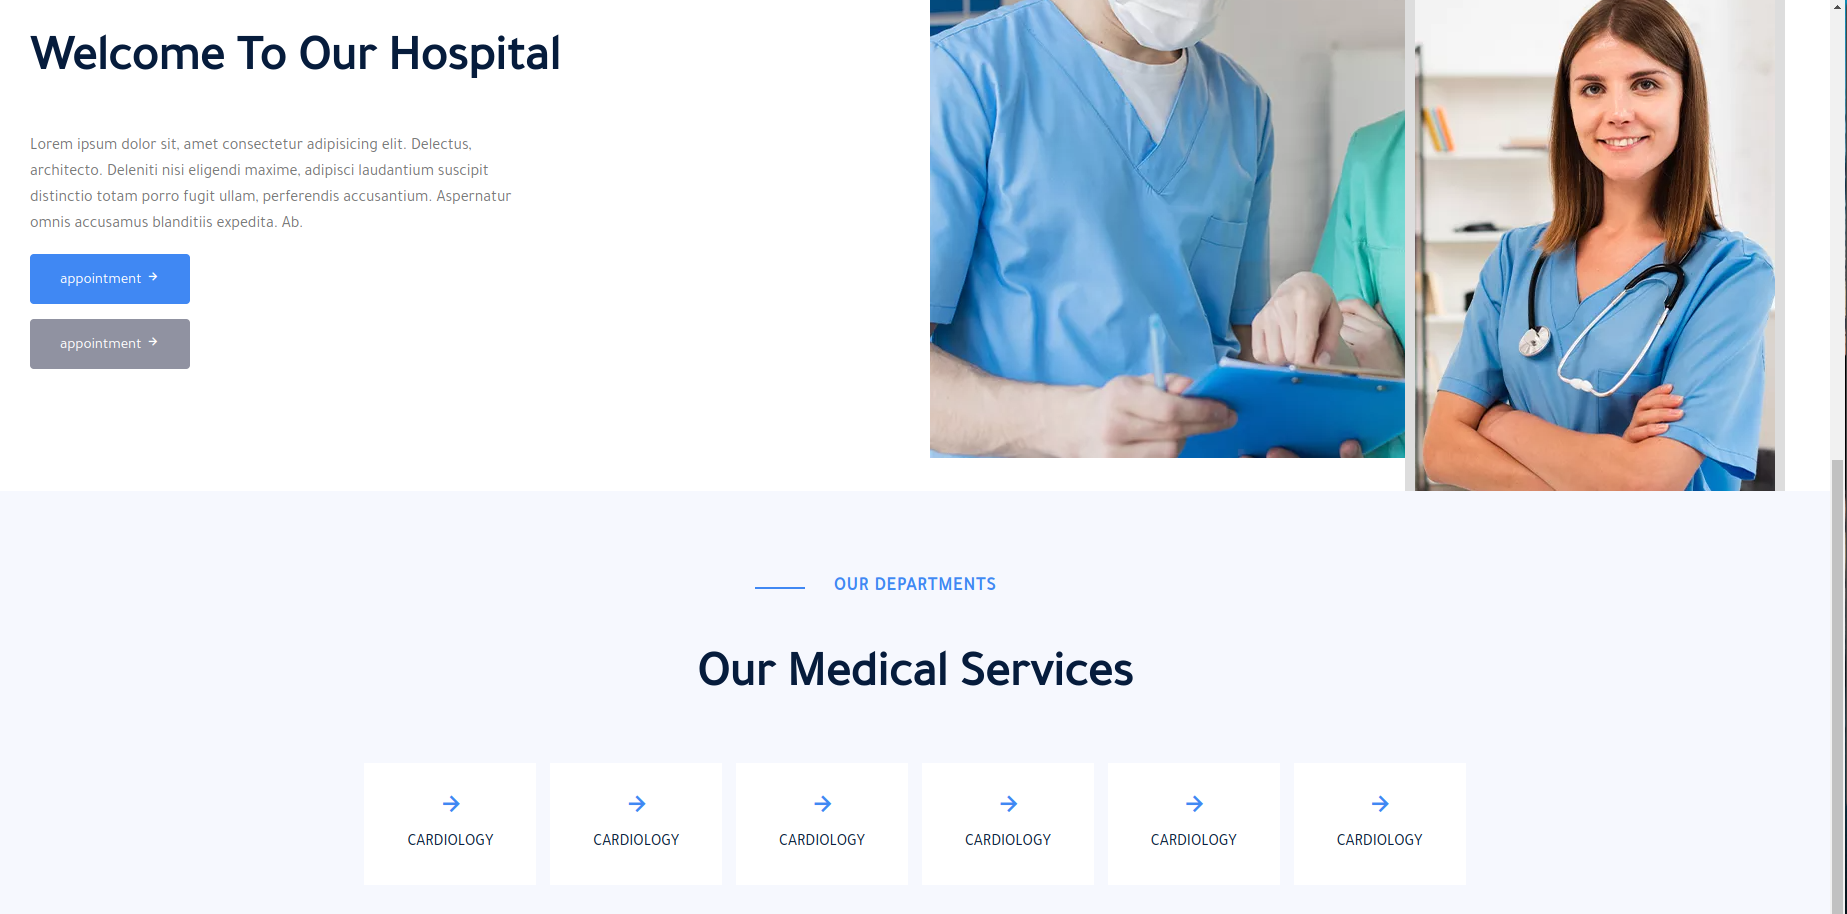 Welcome To Our Hospital
Lorem ipsum dolor sit, amet consectetur adipisicing elit. Delectus,
architecto. Deleniti nisi eligendi maxime, adipisci laudantium suscipit
distinctio totam porro fugit ullam, perferendis accusantium. Aspernatur
omnis accusamus blanditiis expedita. Ab.
appointment →
appointment →
OUR DEPARTMENTS
Our Medical Services
CARDIOLOGY
CARDIOLOGY
CARDIOLOGY
CARDIOLOGY
CARDIOLOGY
CARDIOLOGY